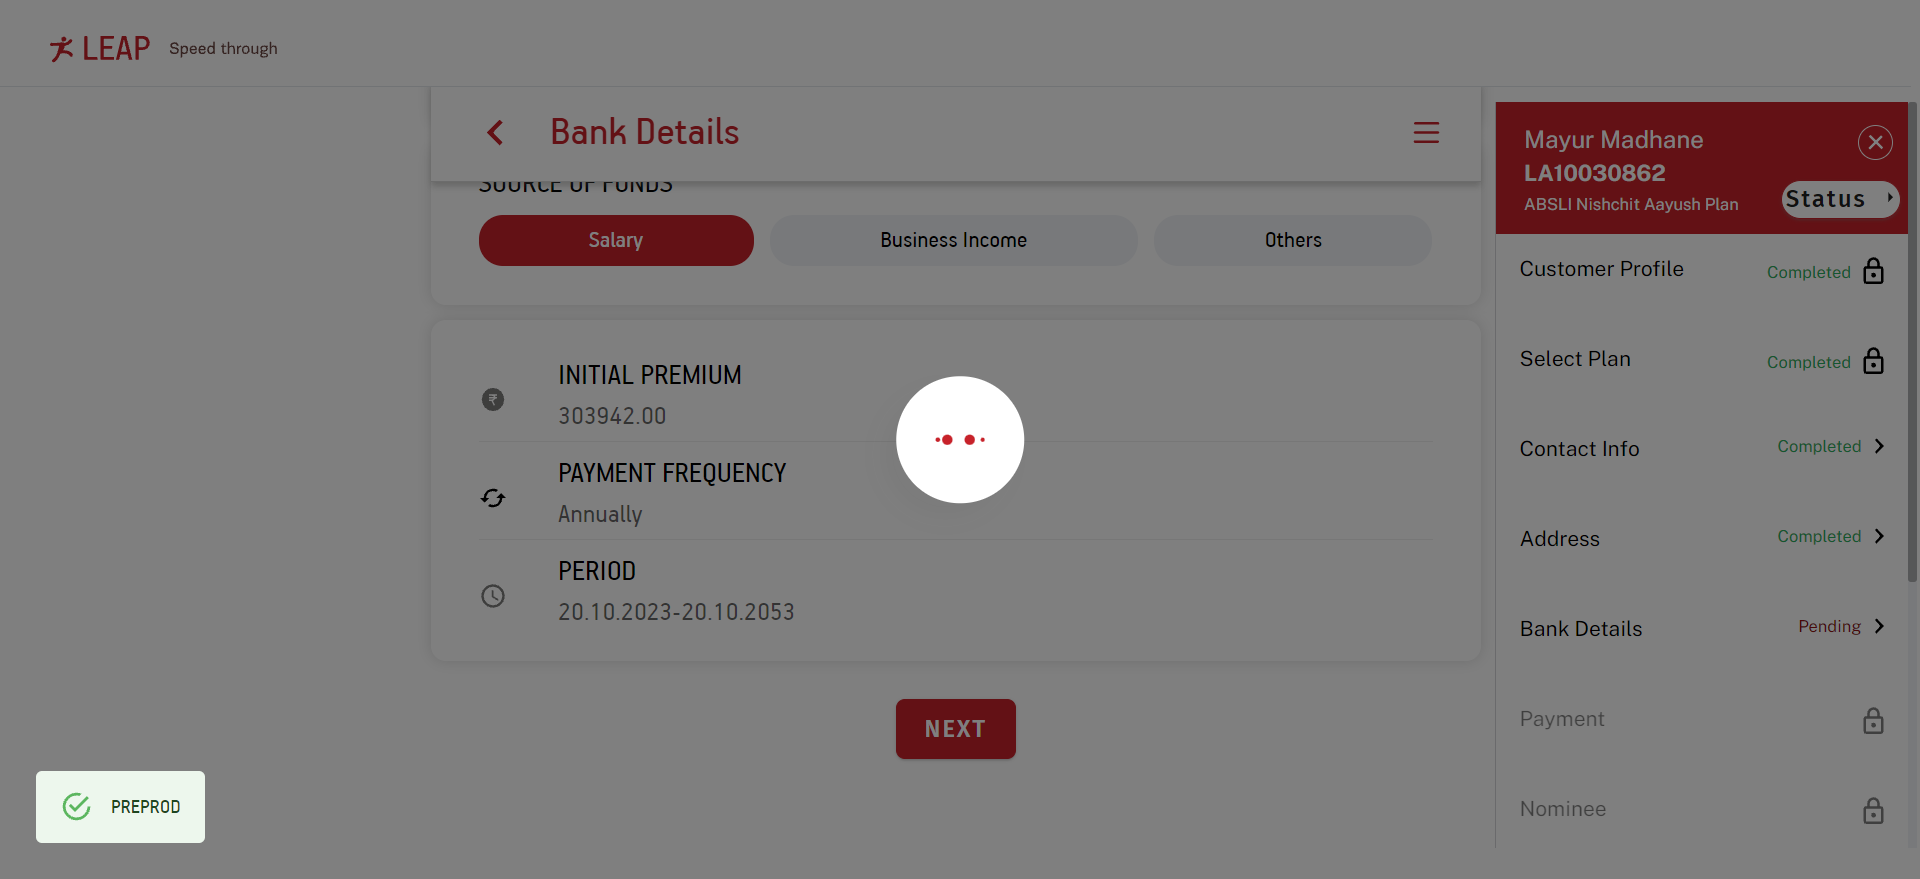 LEAP Speed through
Bank Details
SOURCE OF FUNDS
Salary Business Income Others
INITIAL PREMIUM
303942.00
PAYMENT FREQUENCY
Annually
PERIOD
20.10.2023-20.10.2053
NEXT
PREPROD
Mayur Madhane
LA10030862
ABSLI Nishchit Aayush Plan
Status
Customer Profile Completed
Select Plan Completed
Contact Info Completed
Address Completed
Bank Details Pending
Payment
Nominee